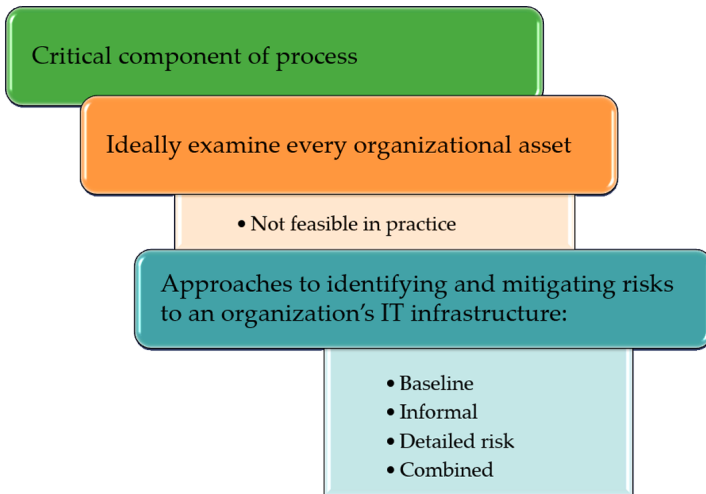 Critical component of process
Ideally examine every organizational asset
• Not feasible in practice
Approaches to identifying and mitigating risks
to an organization’s IT infrastructure:
• Baseline
• Informal
• Detailed risk
• Combined